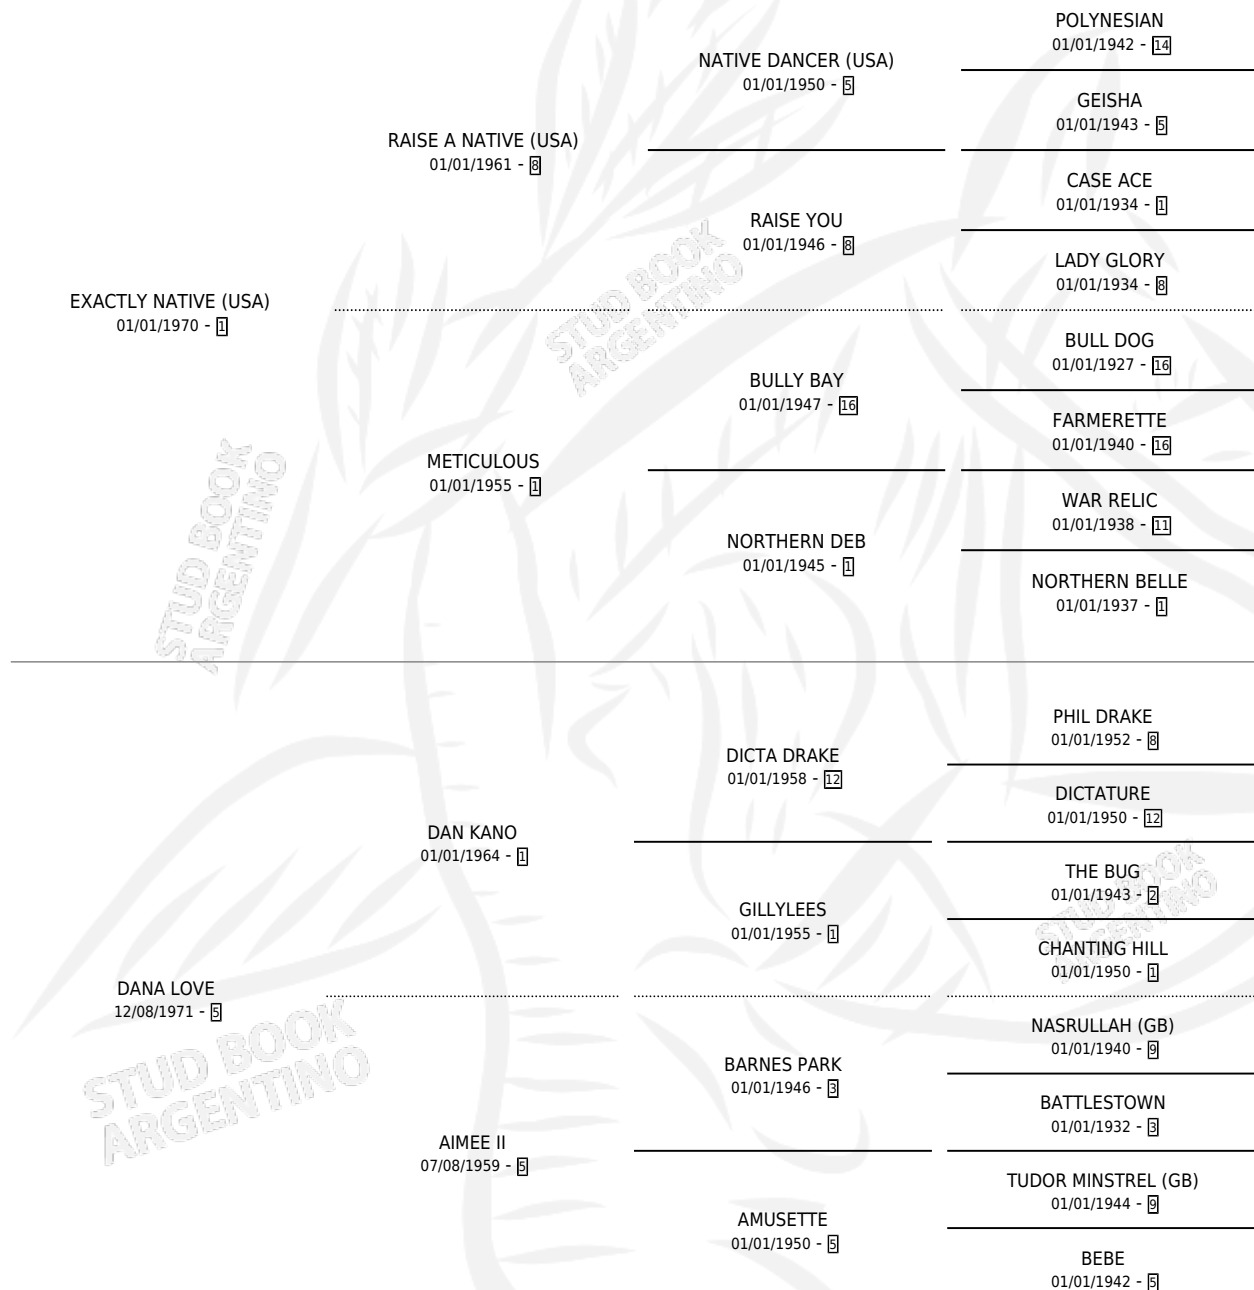 POLYNESIAN
01/01/1942 - 14
NATIVE DANCER (USA)
01/01/1950 - 5
GEISHA
01/01/1943 - 5
RAISE A NATIVE (USA)
01/01/1961 - 8
CASE ACE
01/01/1934 - 1
RAISE YOU
01/01/1946 - 8
LADY GLORY
01/01/1934 - 8
EXACTLY NATIVE (USA)
01/01/1970 - 1
STUD BOOK
ARGENTINO
BULL DOG
01/01/1927 - 16
BULLY BAY
01/01/1947 - 16
FARMERETTE
01/01/1940 - 16
METICULOUS
01/01/1955 - 1
WAR RELIC
01/01/1938 - 11
NORTHERN DEB
01/01/1945 - 1
NORTHERN BELLE
01/01/1937 - 1
STUD BOOK
ARGENTINO
PHIL DRAKE
01/01/1952 - 8
DICTA DRAKE
01/01/1958 - 12
DICTATURE
01/01/1950 - 12
DAN KANO
01/01/1964 - 1
THE BUG
01/01/1943 - 2
GILLYLEES
01/01/1955 - 1
STUD BOOK
ARGENTINO
CHANTING HILL
01/01/1950 - 1
DANA LOVE
12/08/1971 - 5
NASRULLAH (GB)
01/01/1940 - 9
BARNES PARK
01/01/1946 - 3
STUD BOOK
ARGENTINO
BATTLESTOWN
01/01/1932 - 3
AIMEE II
07/08/1959 - 5
TUDOR MINSTREL (GB)
01/01/1944 - 9
AMUSETTE
01/01/1950 - 5
BEBE
01/01/1942 - 5